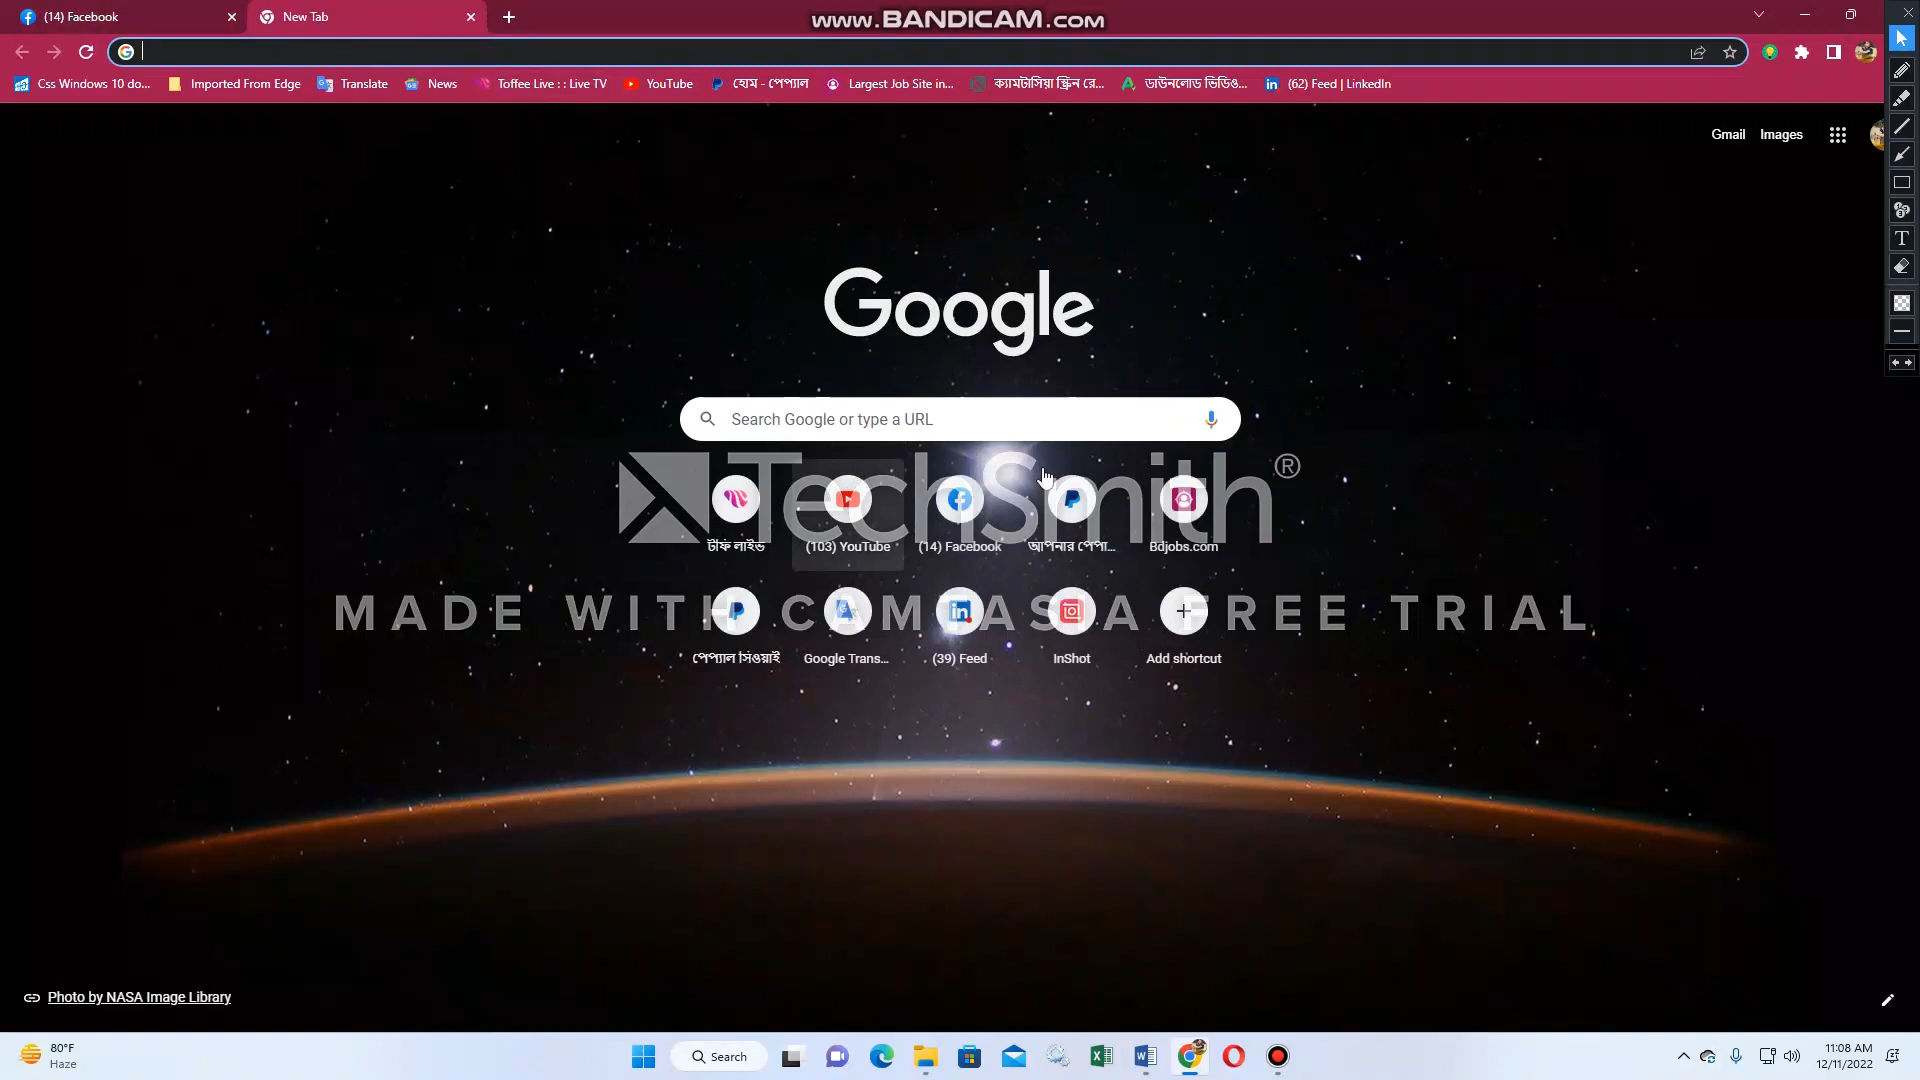 (14) Facebook
New Tab
www.BANDICAM.com
Css Windows 10 do...
Imported From Edge
Translate
News
Toffee Live : : Live TV
YouTube
হোম - পেপ্যাল
Largest Job Site in...
ক্যামটাসিয়া স্ক্রিন রে...
ডাউনলোড ভিডিও...
(62) Feed | LinkedIn
Gmail
Images
Google
Search Google or type a URL
TechSmith®
টফি লাইভ
(103) YouTube
(14) Facebook
আপনার পেপা...
Bdjobs.com
MADE WITH CAMTASIA FREE TRIAL
পেপ্যাল সিওয়াই
Google Trans...
(39) Feed
InShot
Add shortcut
Photo by NASA Image Library
80°F
Haze
Search
11:08 AM
12/11/2022